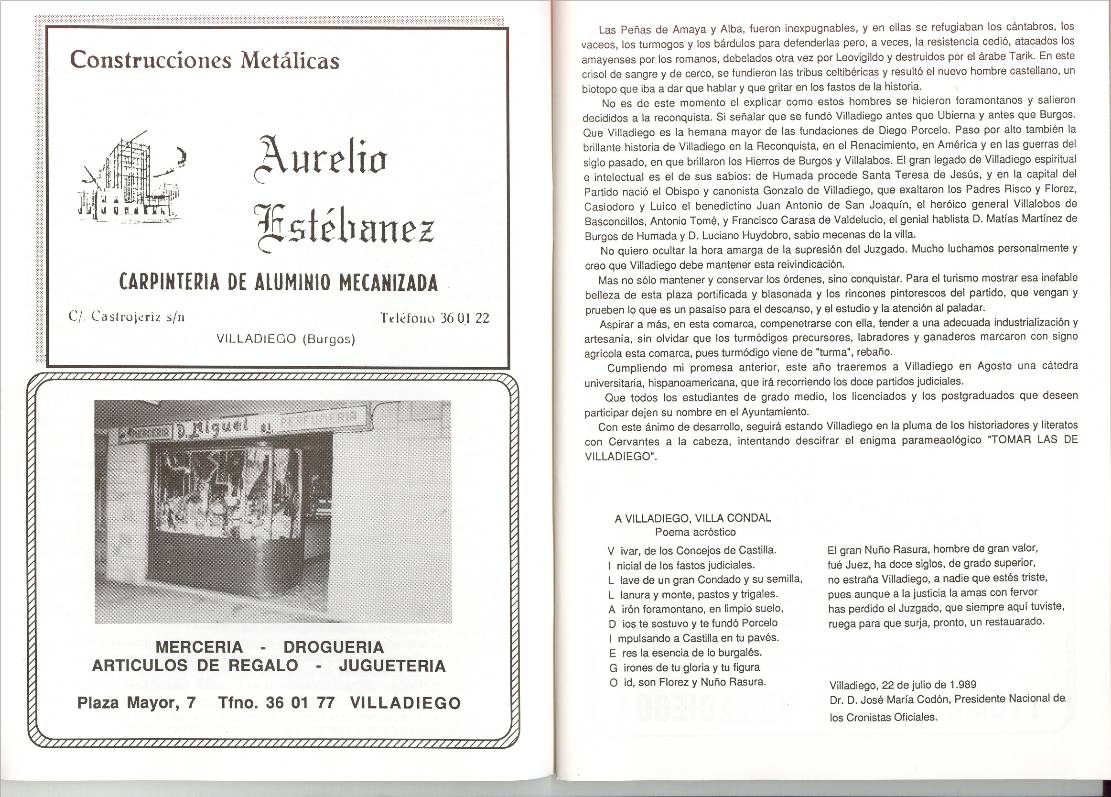 Construcciones Metálicas
Aurelio
Estébanez
CARPINTERIA DE ALUMINIO MECANIZADA
C/. Castrojeriz s/n Teléfono 36 01 22
VILLADIEGO (Burgos)
D. Miguel
MERCERIA - DROGUERIA
ARTICULOS DE REGALO - JUGUETERIA
Plaza Mayor, 7 Tfno. 36 01 77 VILLADIEGO
Las Peñas de Amaya y Alba, fueron inexpugnables, y en ellas se refugiaban los cántabros, los
vaceos, los turmogos y los bárdulos para defenderlas pero, a veces, la resistencia cedió, atacados los
amayenses por los romanos, debelados otra vez por Leovigildo y destruidos por el árabe Tarik. En este
crisol de sangre y de cerco, se fundieron las tribus celtibéricas y resultó el nuevo hombre castellano, un
biotopo que iba a dar que hablar y que gritar en los fastos de la historia.
No es de este momento el explicar como estos hombres se hicieron foramontanos y salieron
decididos a la reconquista. Si señalar que se fundó Villadiego antes que Ubierna y antes que Burgos.
Que Villadiego es la hemana mayor de las fundaciones de Diego Porcelo. Paso por alto también la
brillante historia de Villadiego en la Reconquista, en el Renacimiento, en América y en las guerras del
siglo pasado, en que brillaron los Hierros de Burgos y Villalabos. El gran legado de Villadiego espiritual
e intelectual es el de sus sabios: de Humada procede Santa Teresa de Jesús, y en la capital del
Partido nació el Obispo y canonista Gonzalo de Villadiego, que exaltaron los Padres Risco y Florez,
Casiodoro y Luico el benedictino Juan Antonio de San Joaquín, el heróico general Villalobos de
Basconcillos, Antonio Tomé, y Francisco Carasa de Valdelucio, el genial hablista D. Matías Martínez de
Burgos de Humada y D. Luciano Huydobro, sabio mecenas de la villa.
No quiero ocultar la hora amarga de la supresión del Juzgado. Mucho luchamos personalmente y
creo que Villadiego debe mantener esta reivindicación.
Mas no sólo mantener y conservar los órdenes, sino conquistar. Para el turismo mostrar esa inefable
belleza de esta plaza portificada y blasonada y los rincones pintorescos del partido, que vengan y
prueben lo que es un pasaíso para el descanso, y el estudio y la atención al paladar.
Aspirar a más, en esta comarca, compenetrarse con ella, tender a una adecuada industrialización y
artesanía, sin olvidar que los turmódigos precursores, labradores y ganaderos marcaron con signo
agrícola esta comarca, pues turmódigo viene de "turma", rebaño.
Cumpliendo mi promesa anterior, este año traeremos a Villadiego en Agosto una cátedra
universitaria, hispanoamericana, que irá recorriendo los doce partidos judiciales.
Que todos los estudiantes de grado medio, los licenciados y los postgraduados que deseen
participar dejen su nombre en el Ayuntamiento.
Con este ánimo de desarrollo, seguirá estando Villadiego en la pluma de los historiadores y literatos
con Cervantes a la cabeza, intentando descifrar el enigma parameaológico "TOMAR LAS DE
VILLADIEGO".
A VILLADIEGO, VILLA CONDAL
Poema acróstico
V ivar, de los Concejos de Castilla.
I nicial de los fastos judiciales.
L lave de un gran Condado y su semilla,
L lanura y monte, pastos y trigales.
A irón foramontano, en limpio suelo,
D ios te sostuvo y te fundó Porcelo
I mpulsando a Castilla en tu pavés.
E res la esencia de lo burgalés.
G irones de tu gloria y tu figura
O id, son Florez y Nuño Rasura.
El gran Nuño Rasura, hombre de gran valor,
fué Juez, ha doce siglos, de grado superior,
no estraña Villadiego, a nadie que estés triste,
pues aunque a la justicia la amas con fervor
has perdido el Juzgado, que siempre aquí tuviste,
ruega para que surja, pronto, un restauarado.
Villadiego, 22 de julio de 1.989
Dr. D. José María Codón, Presidente Nacional de
los Cronistas Oficiales.